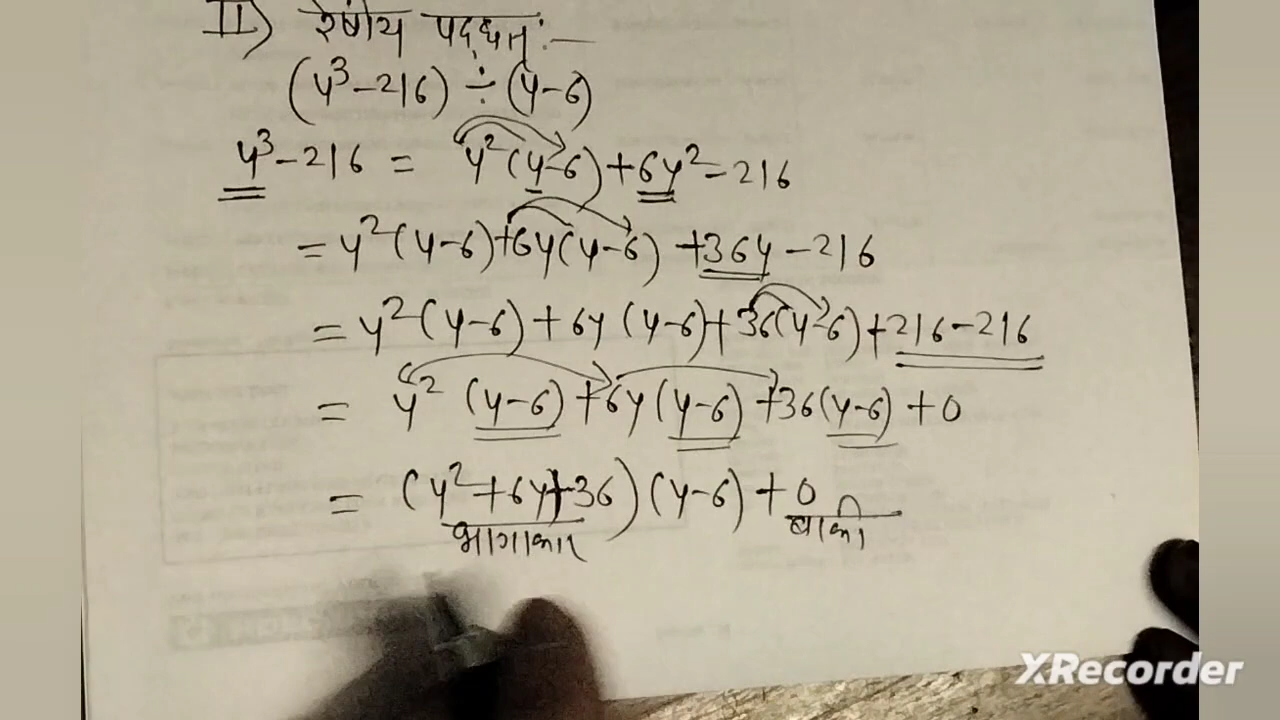 II) रेषीय पद्धत :—
(y³-216) ÷ (y-6)
y³-216 = y²(y-6)+6y²-216
= y²(y-6)+6y(y-6) +36y-216
= y²(y-6)+6y(y-6)+36(y-6)+216-216
= y² (y-6)+6y(y-6)+36(y-6)+0
= (y²+6y+36)(y-6)+0
भागाकार बाकी
XRecorder